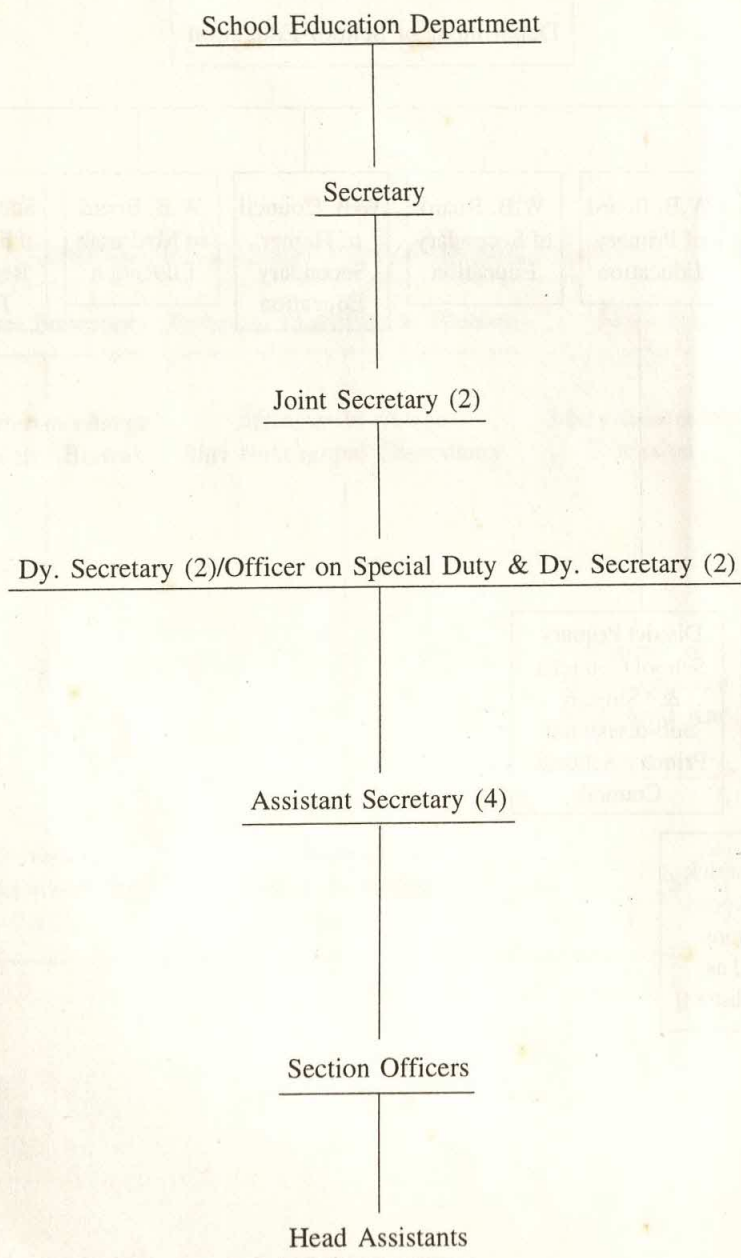 School Education Department
Secretary
Joint Secretary (2)
Dy. Secretary (2)/Officer on Special Duty & Dy. Secretary (2)
Assistant Secretary (4)
Section Officers
Head Assistants